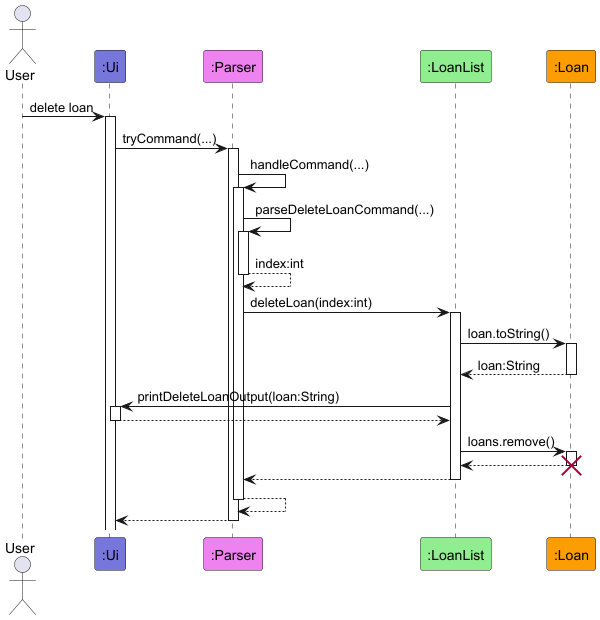 User
:Ui
:Parser
:LoanList
:Loan
delete loan
tryCommand(...)
handleCommand(...)
parseDeleteLoanCommand(...)
index:int
deleteLoan(index:int)
loan.toString()
loan:String
printDeleteLoanOutput(loan:String)
loans.remove()
User
:Ui
:Parser
:LoanList
:Loan